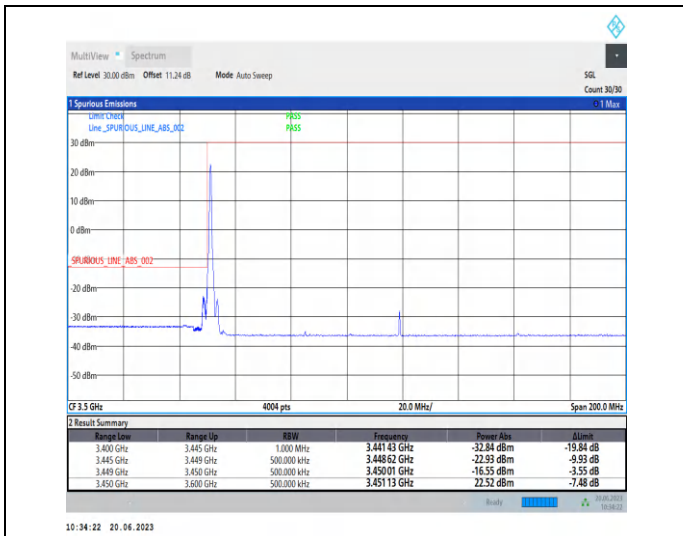 MultiView Spectrum
Ref Level 30.00 dBm Offset 11.24 dB Mode Auto Sweep SGL
Count 30/30
1 Spurious Emissions 1 Max
Limit Check PASS
Line _SPURIOUS_LINE_ABS_002 PASS
30 dBm
20 dBm
10 dBm
0 dBm
_SPURIOUS_LINE_ABS_002
-20 dBm
-30 dBm
-40 dBm
-50 dBm
CF 3.5 GHz 4004 pts 20.0 MHz/ Span 200.0 MHz
2 Result Summary
Range Low Range Up RBW Frequency Power Abs ΔLimit
3.400 GHz 3.445 GHz 1.000 MHz 3.441 43 GHz -32.84 dBm -19.84 dB
3.445 GHz 3.449 GHz 500.000 kHz 3.448 62 GHz -22.93 dBm -9.93 dB
3.449 GHz 3.450 GHz 500.000 kHz 3.450 01 GHz -16.55 dBm -3.55 dB
3.450 GHz 3.600 GHz 500.000 kHz 3.451 13 GHz 22.52 dBm -7.48 dB
Ready 20.06.2023
10:34:22
10:34:22 20.06.2023